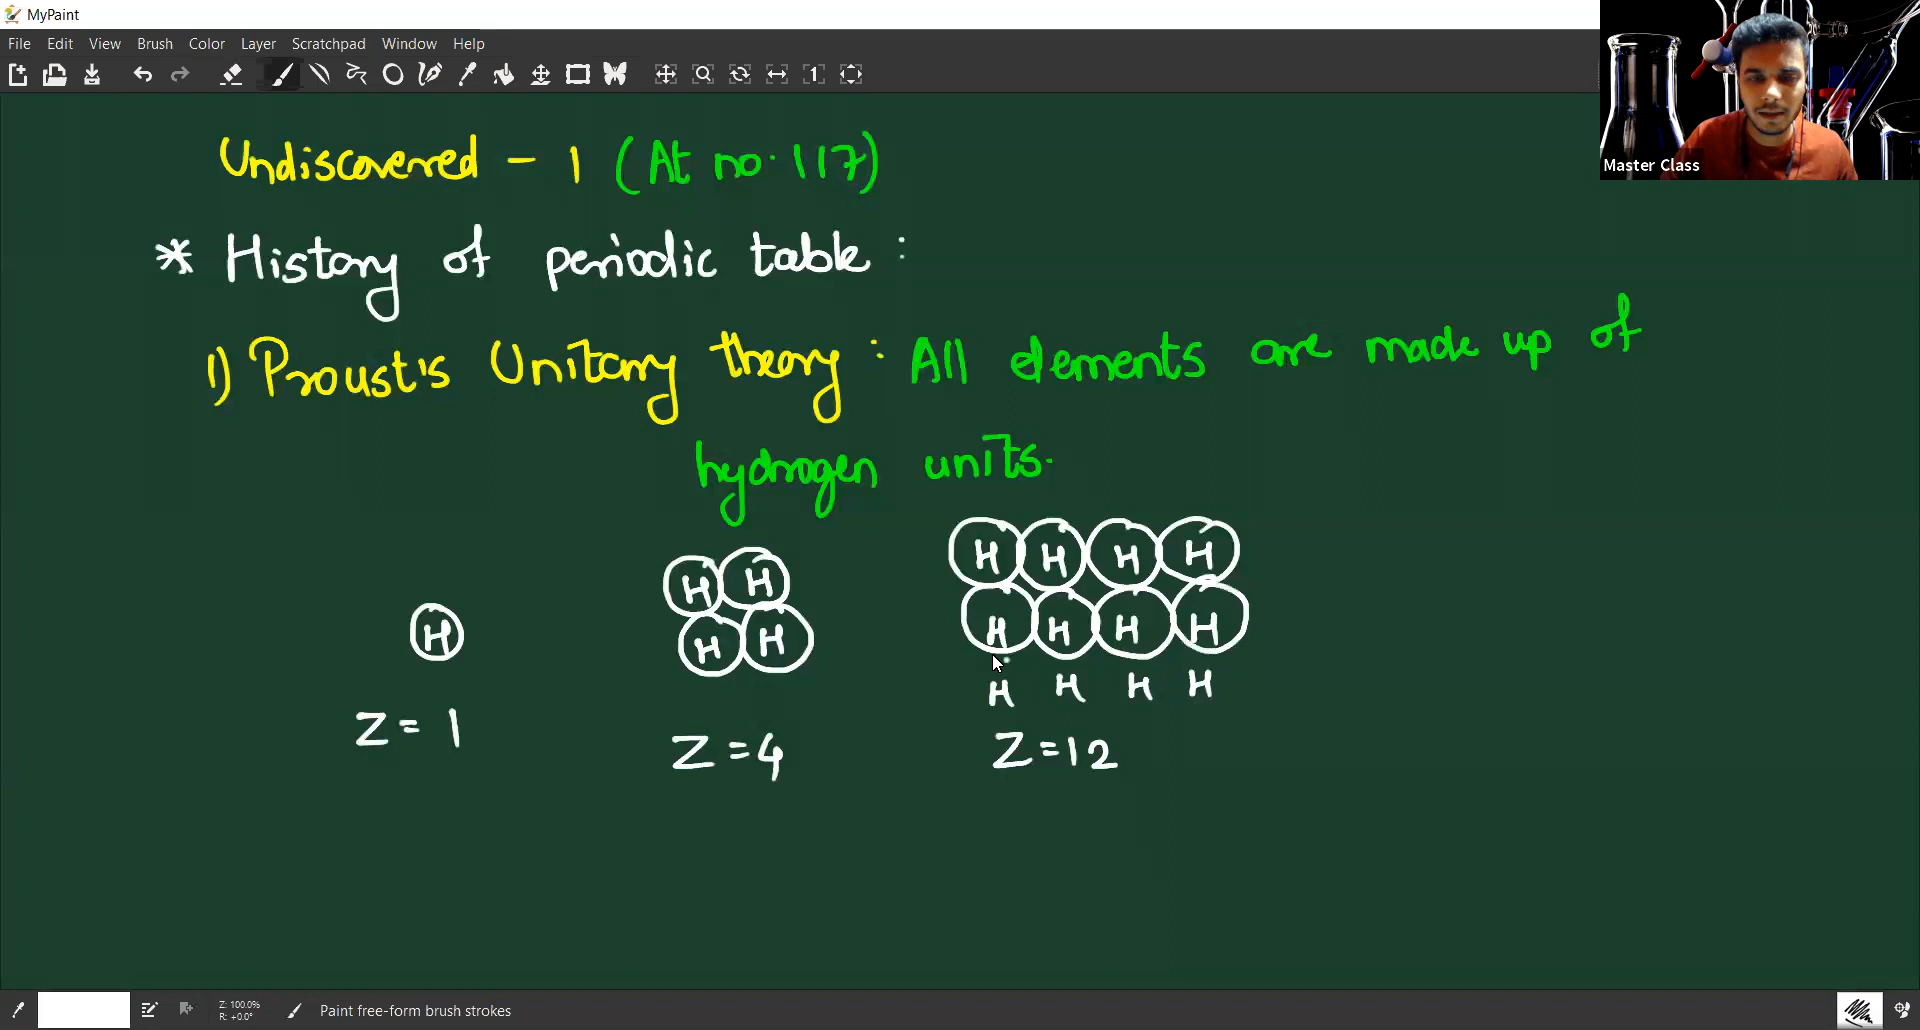 MyPaint
File Edit View Brush Color Layer Scratchpad Window Help
Master Class
Undiscovered - 1 (At no. 117)
* History of periodic table :
1) Proust's Unitary theory : All elements are made up of
hydrogen units.
H H H H
H H
H H H H H H H
H H H H
Z = 1 Z = 4 Z = 12
Z: 100.0%
R: +0.0°
Paint free-form brush strokes